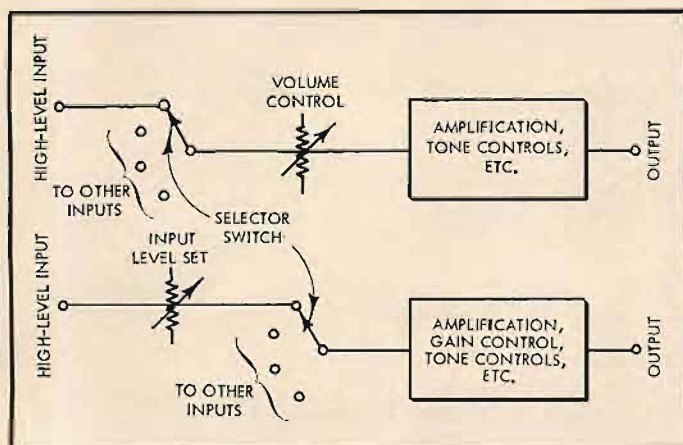 HIGH-LEVEL INPUT
VOLUME
CONTROL
AMPLIFICATION,
TONE CONTROLS,
ETC.
OUTPUT
TO OTHER
INPUTS
SELECTOR
SWITCH
HIGH-LEVEL INPUT
INPUT
LEVEL SET
AMPLIFICATION,
GAIN CONTROL,
TONE CONTROLS,
ETC.
OUTPUT
TO OTHER
INPUTS